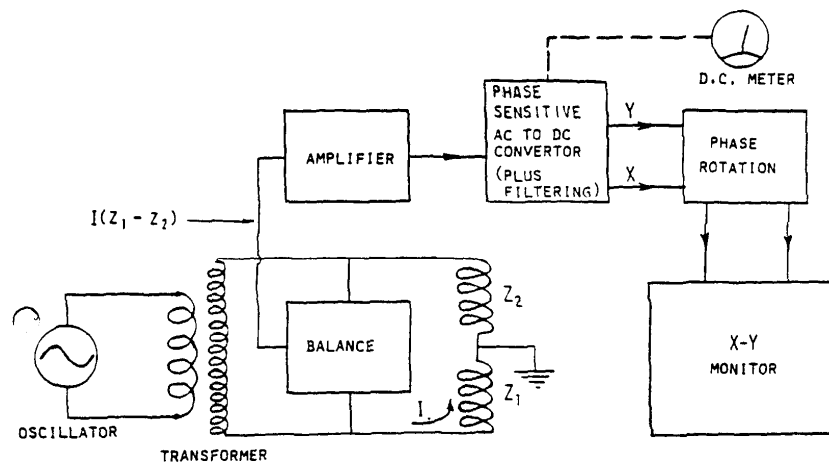 D.C. METER
PHASE
SENSITIVE
AC TO DC
CONVERTOR
(PLUS
FILTERING)
Y
X
PHASE
ROTATION
AMPLIFIER
I(Z₁ - Z₂)
Z₂
BALANCE
X-Y
MONITOR
I
Z₁
OSCILLATOR
TRANSFORMER